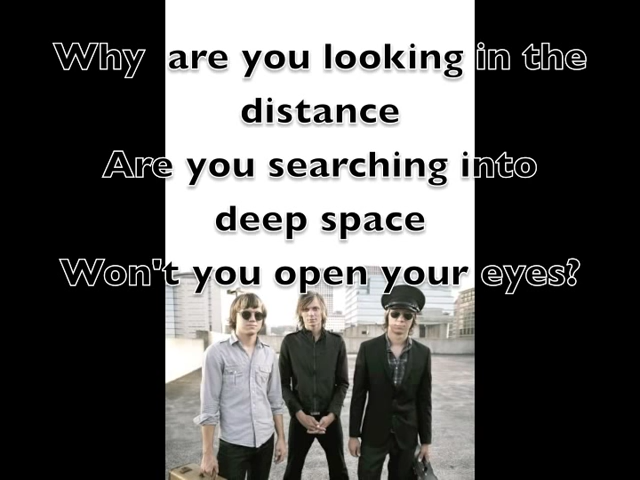 Why are you looking in the
distance
Are you searching into
deep space
Won't you open your eyes?